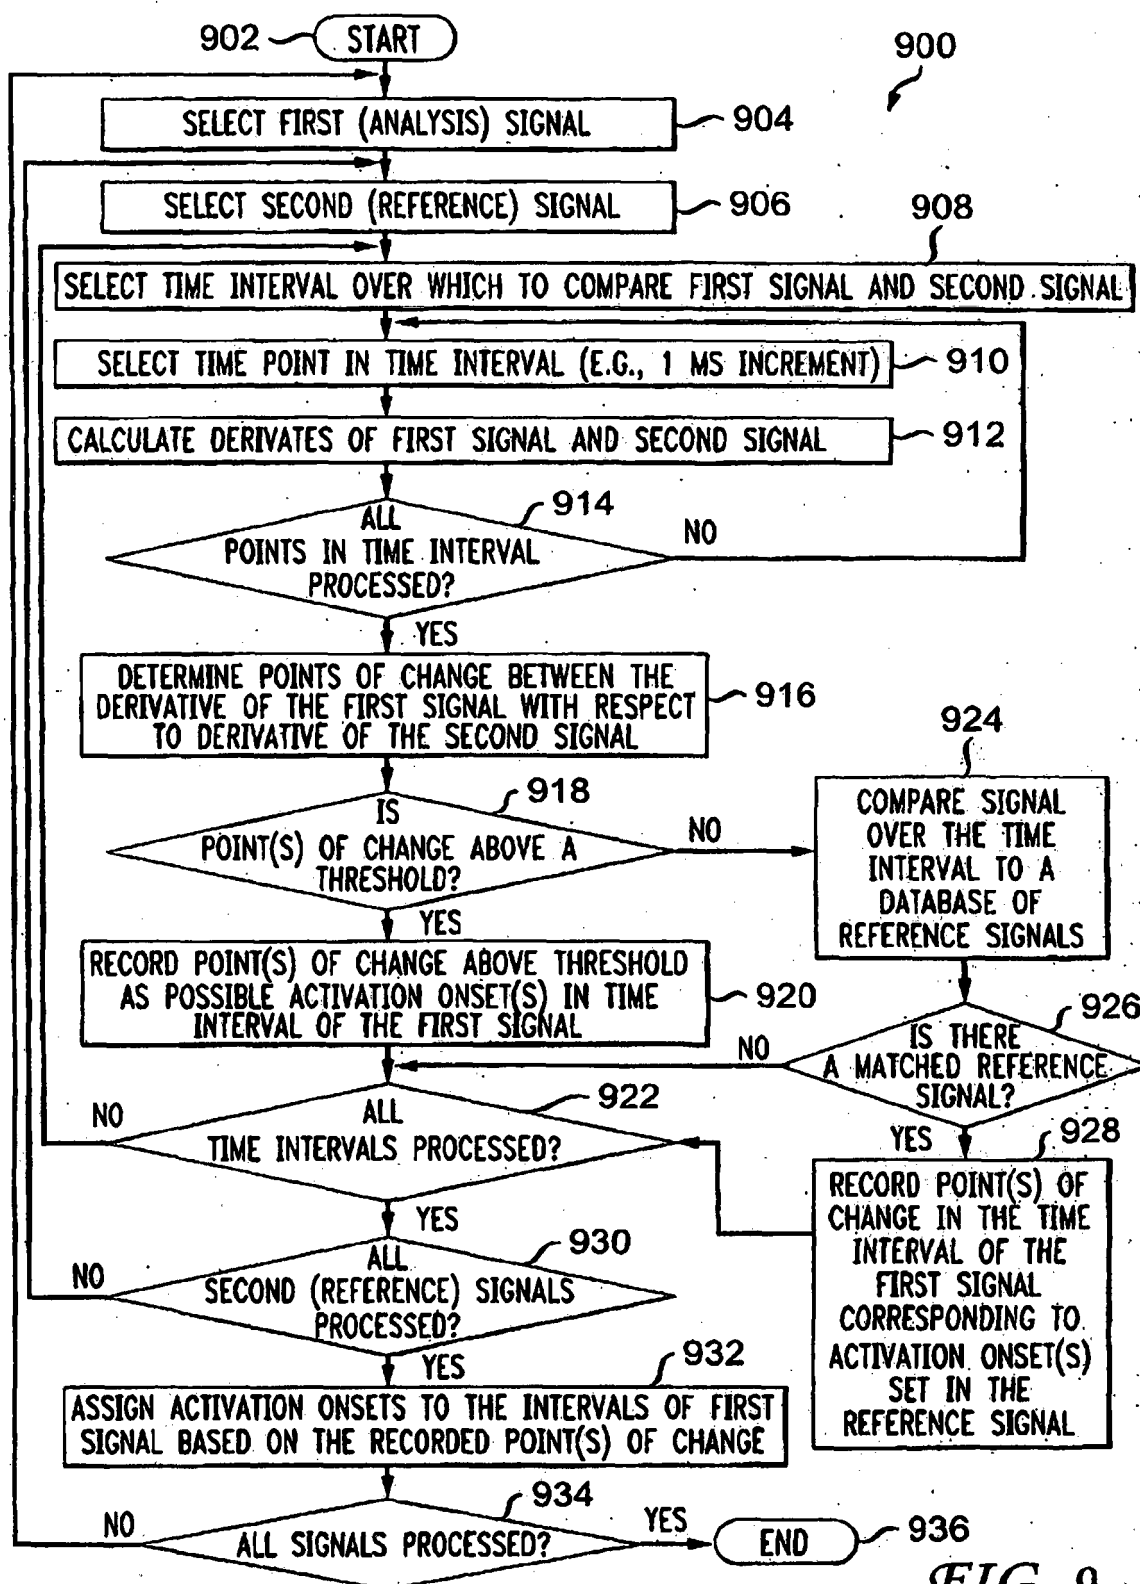 902
START
900
SELECT FIRST (ANALYSIS) SIGNAL
904
SELECT SECOND (REFERENCE) SIGNAL
906
908
SELECT TIME INTERVAL OVER WHICH TO COMPARE FIRST SIGNAL AND SECOND SIGNAL
SELECT TIME POINT IN TIME INTERVAL (E.G., 1 MS INCREMENT)
910
CALCULATE DERIVATES OF FIRST SIGNAL AND SECOND SIGNAL
912
914
ALL
POINTS IN TIME INTERVAL
PROCESSED?
NO
YES
DETERMINE POINTS OF CHANGE BETWEEN THE
DERIVATIVE OF THE FIRST SIGNAL WITH RESPECT
TO DERIVATIVE OF THE SECOND SIGNAL
916
918
IS
POINT(S) OF CHANGE ABOVE A
THRESHOLD?
NO
YES
924
COMPARE SIGNAL
OVER THE TIME
INTERVAL TO A
DATABASE OF
REFERENCE SIGNALS
RECORD POINT(S) OF CHANGE ABOVE THRESHOLD
AS POSSIBLE ACTIVATION ONSET(S) IN TIME
INTERVAL OF THE FIRST SIGNAL
920
926
IS THERE
A MATCHED REFERENCE
SIGNAL?
NO
YES
922
ALL
TIME INTERVALS PROCESSED?
NO
YES
928
RECORD POINT(S) OF
CHANGE IN THE TIME
INTERVAL OF THE
FIRST SIGNAL
CORRESPONDING TO
ACTIVATION ONSET(S)
SET IN THE
REFERENCE SIGNAL
930
ALL
SECOND (REFERENCE) SIGNALS
PROCESSED?
NO
YES
932
ASSIGN ACTIVATION ONSETS TO THE INTERVALS OF FIRST
SIGNAL BASED ON THE RECORDED POINT(S) OF CHANGE
934
ALL SIGNALS PROCESSED?
NO
YES
END
936
FIG. 9